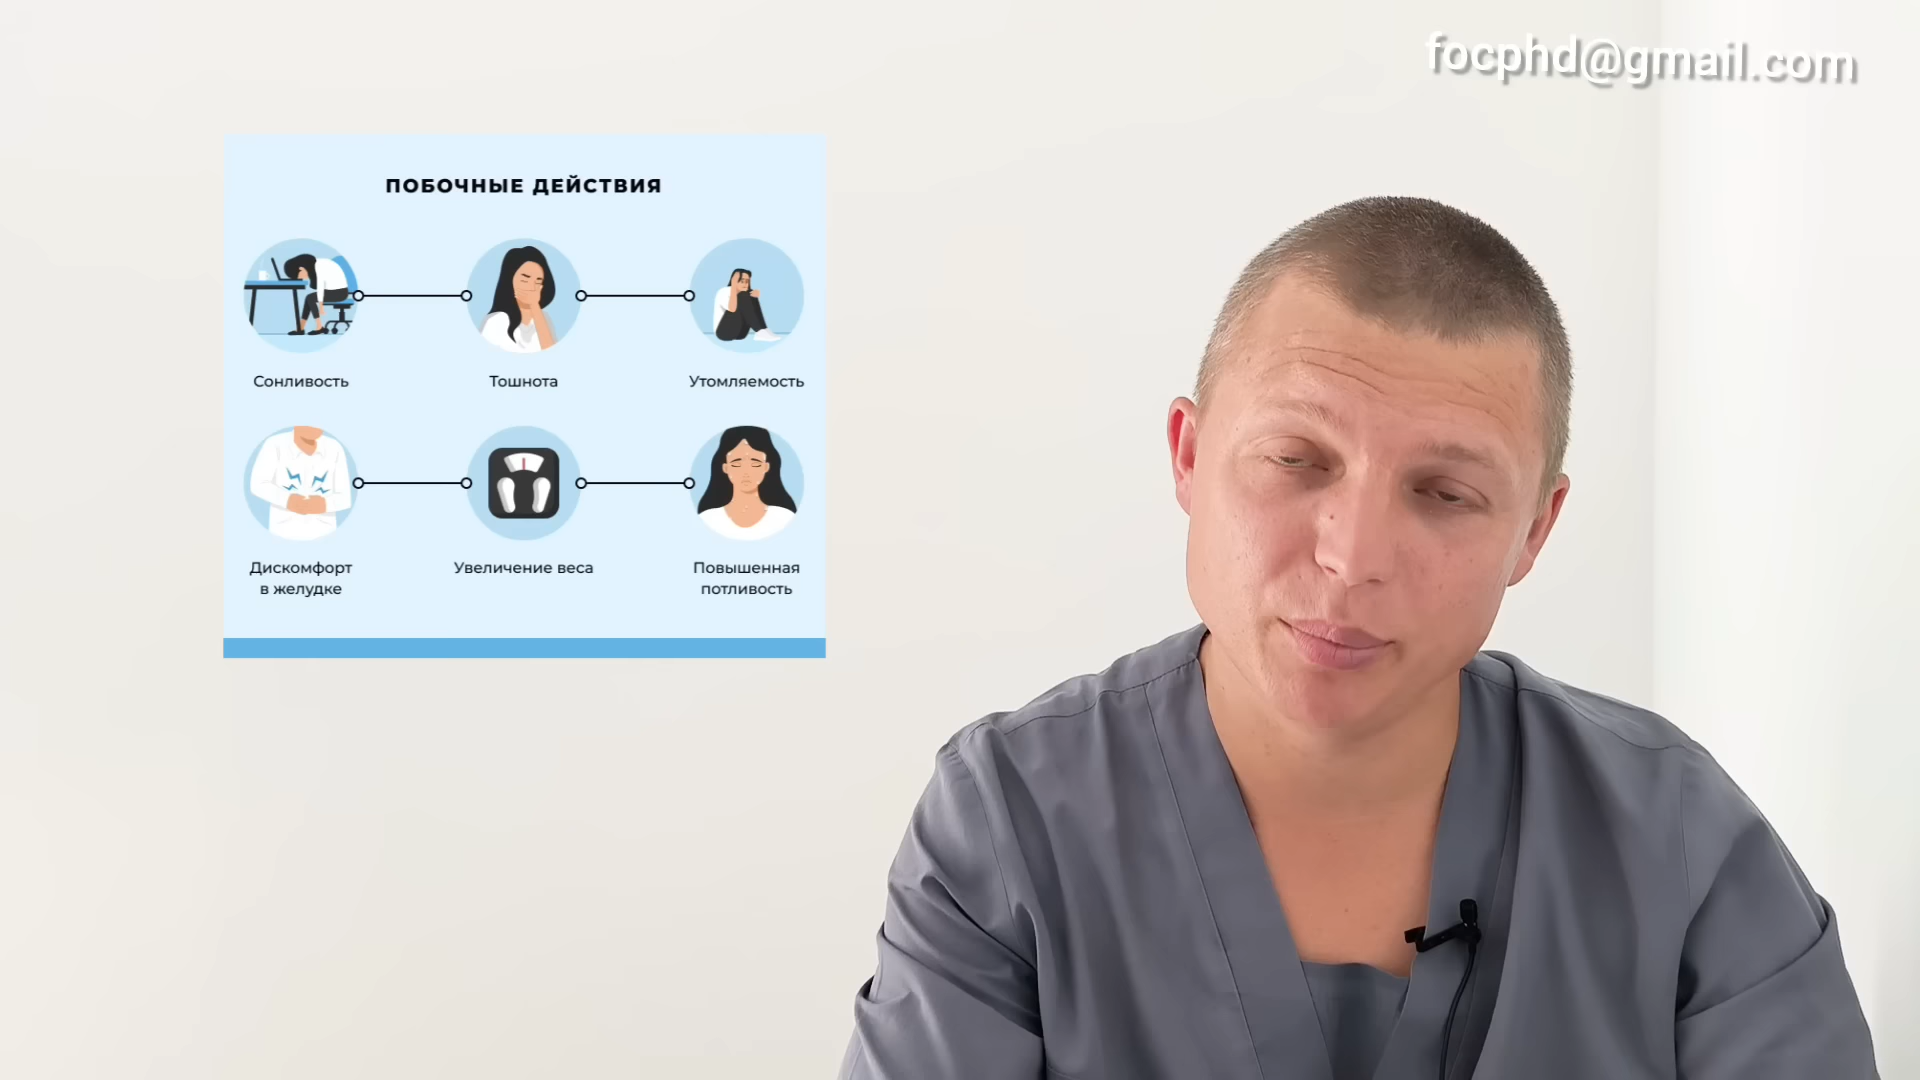 focphd@gmail.com
ПОБОЧНЫЕ ДЕЙСТВИЯ
Сонливость
Тошнота
Утомляемость
Дискомфорт
в желудке
Увеличение веса
Повышенная
потливость